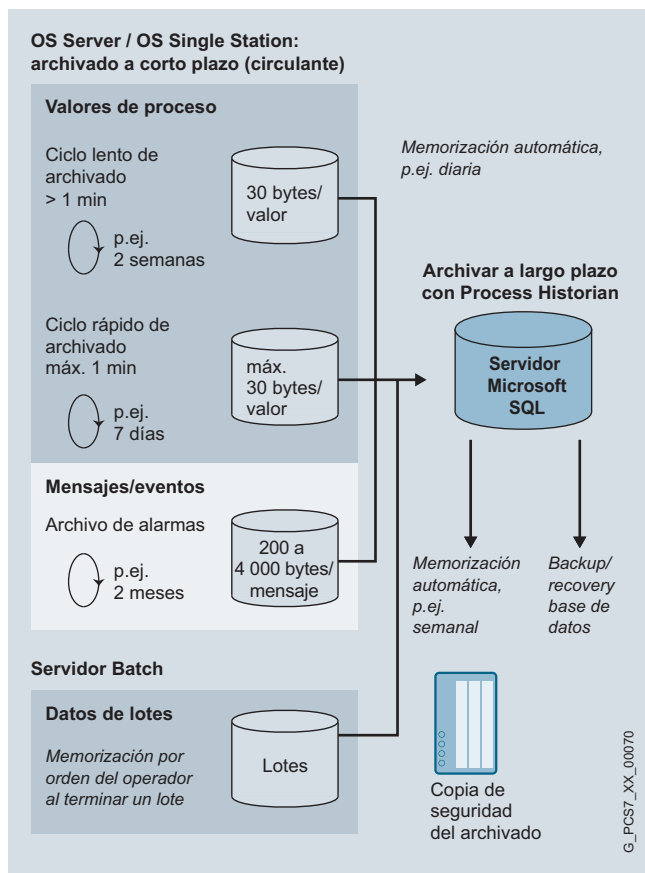 OS Server / OS Single Station:
archivado a corto plazo (circulante)
Valores de proceso
Ciclo lento de
archivado
> 1 min
p.ej.
2 semanas
30 bytes/
valor
Memorización automática,
p.ej. diaria
Archivar a largo plazo
con Process Historian
Ciclo rápido de
archivado
máx. 1 min
p.ej.
7 días
máx.
30 bytes/
valor
Servidor
Microsoft
SQL
Mensajes/eventos
Archivo de alarmas
p.ej.
2 meses
200 a
4 000 bytes/
mensaje
Memorización
automática,
p.ej.
semanal
Backup/
recovery
base de
datos
Servidor Batch
Datos de lotes
Memorización por
orden del operador
al terminar un lote
Lotes
Copia de
seguridad
del archivado
G_PCS7_XX_00070